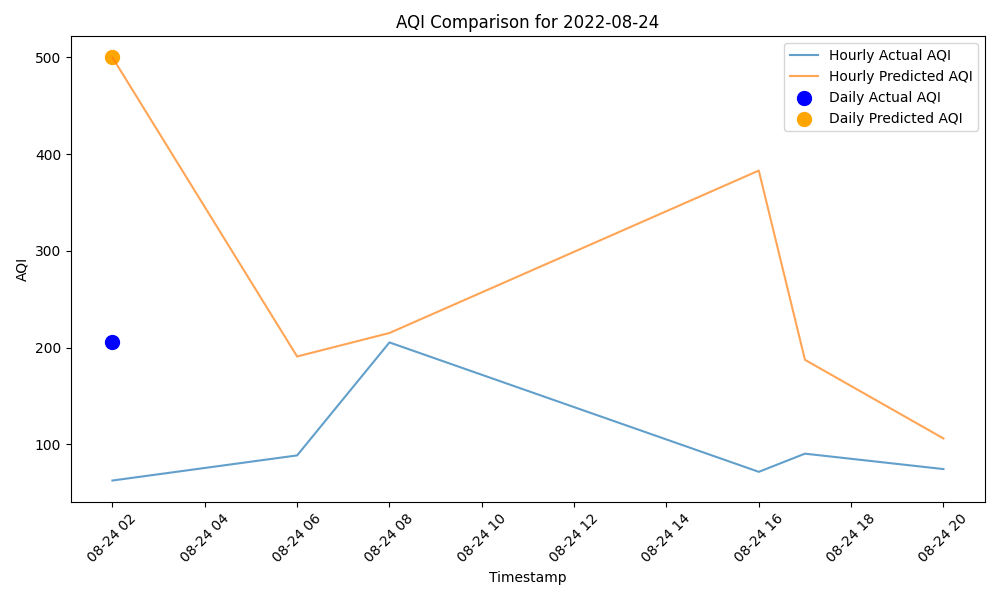 AQI Comparison for 2022-08-24
Hourly Actual AQI
Hourly Predicted AQI
Daily Actual AQI
Daily Predicted AQI
AQI
500
400
300
200
100
08-24 02
08-24 04
08-24 06
08-24 08
08-24 10
08-24 12
08-24 14
08-24 16
08-24 18
08-24 20
Timestamp